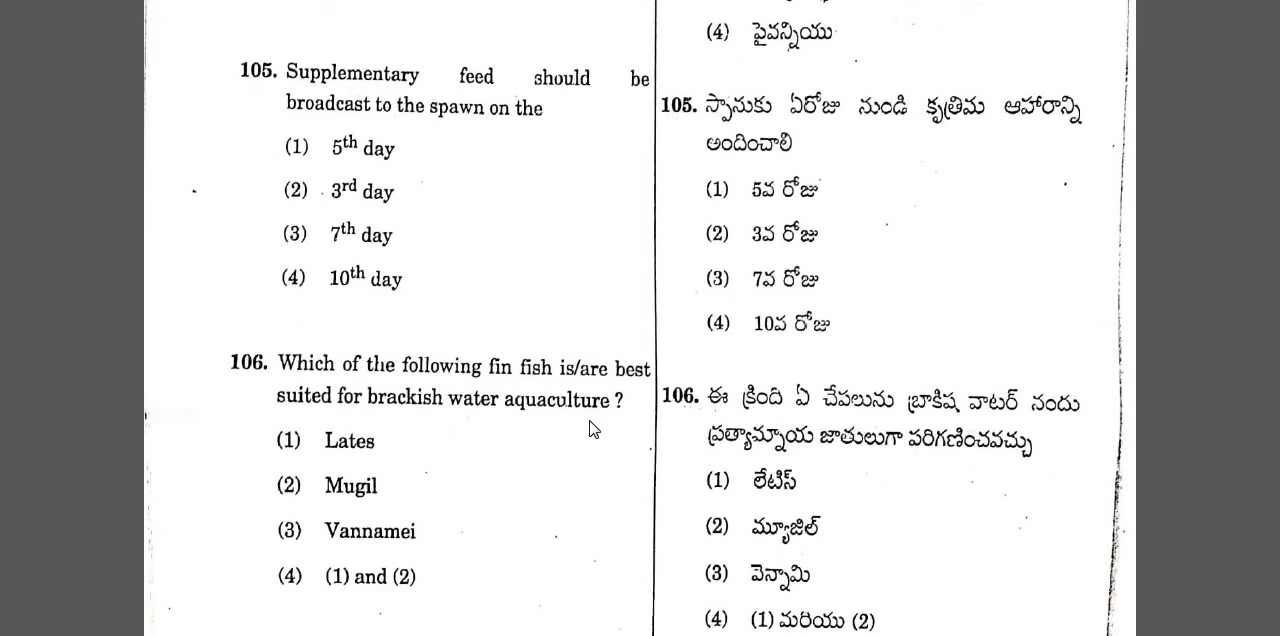 105. Supplementary feed should be
broadcast to the spawn on the
(1) 5th day
(2) 3rd day
(3) 7th day
(4) 10th day
106. Which of the following fin fish is/are best
suited for brackish water aquaculture ?
(1) Lates
(2) Mugil
(3) Vannamei
(4) (1) and (2)
(4) పైవన్నియు
105. స్పానుకు ఏరోజు నుండి కృత్రిమ ఆహారాన్ని
అందించాలి
(1) 5వ రోజు
(2) 3వ రోజు
(3) 7వ రోజు
(4) 10వ రోజు
106. ఈ క్రింది ఏ చేపలును బ్రాకిష వాటర్ నందు
ప్రత్యామ్నాయ జాతులుగా పరిగణించవచ్చు
(1) లేటిస్
(2) మ్యూజిల్
(3) వెన్నామి
(4) (1) మరియు (2)